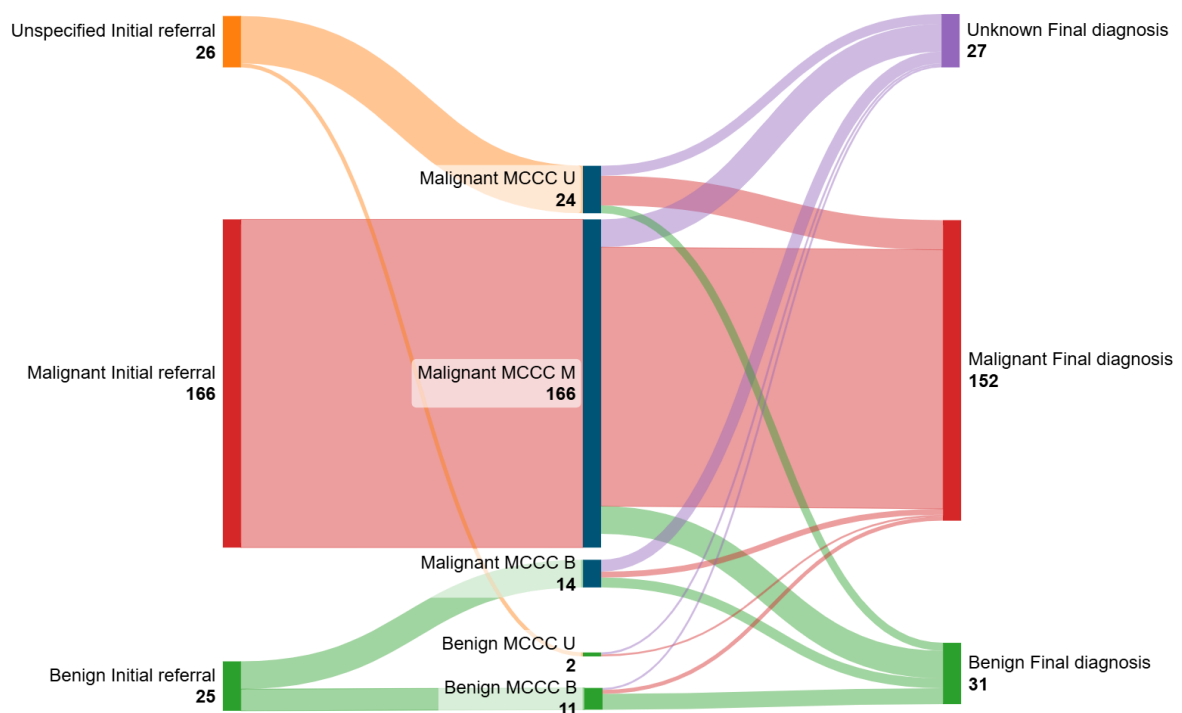 Unspecified Initial referral
26
Unknown Final diagnosis
27
Malignant MCCC U
24
Malignant Initial referral
166
Malignant MCCC M
166
Malignant Final diagnosis
152
Malignant MCCC B
14
Benign MCCC U
2
Benign Initial referral
25
Benign MCCC B
11
Benign Final diagnosis
31